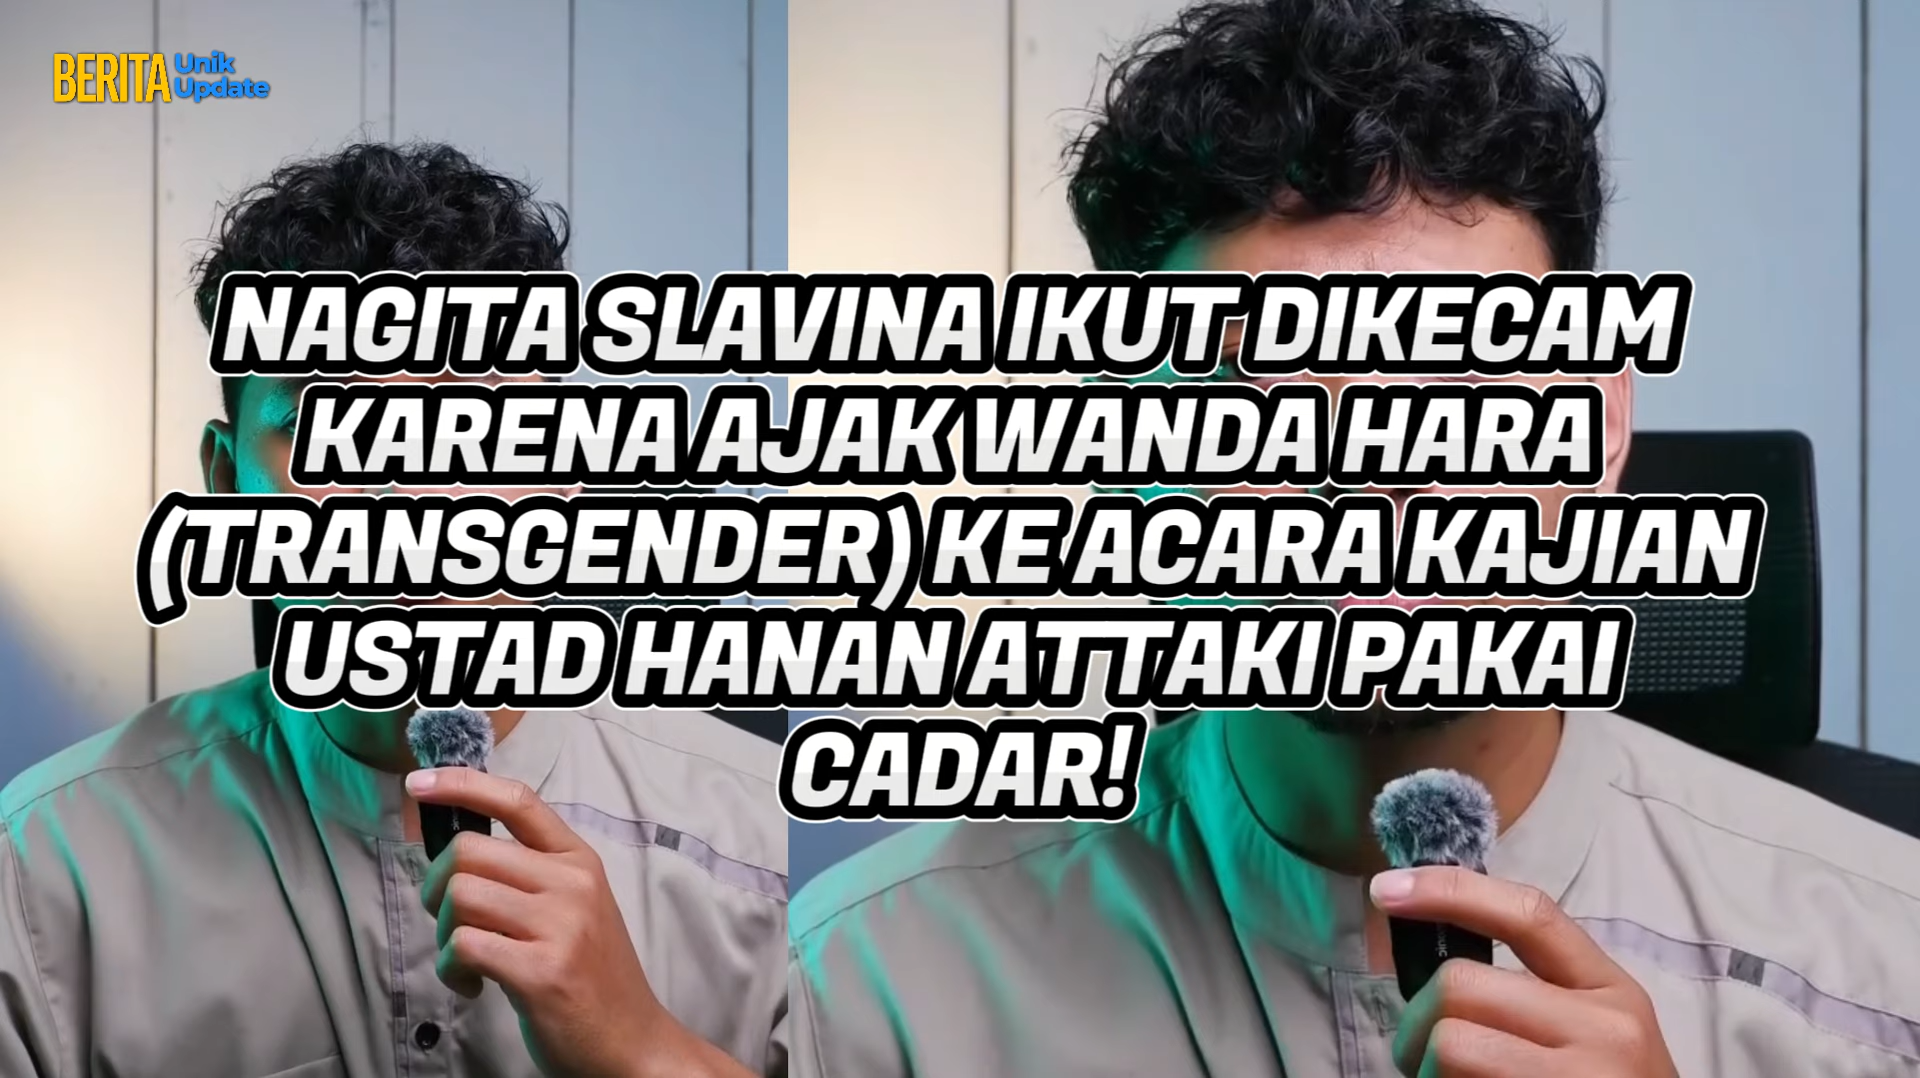 BERITA Unik
Update
NAGITA SLAVINA IKUT DIKECAM
KARENA AJAK WANDA HARA
(TRANSGENDER) KE ACARA KAJIAN
USTAD HANAN ATTAKI PAKAI
CADAR!